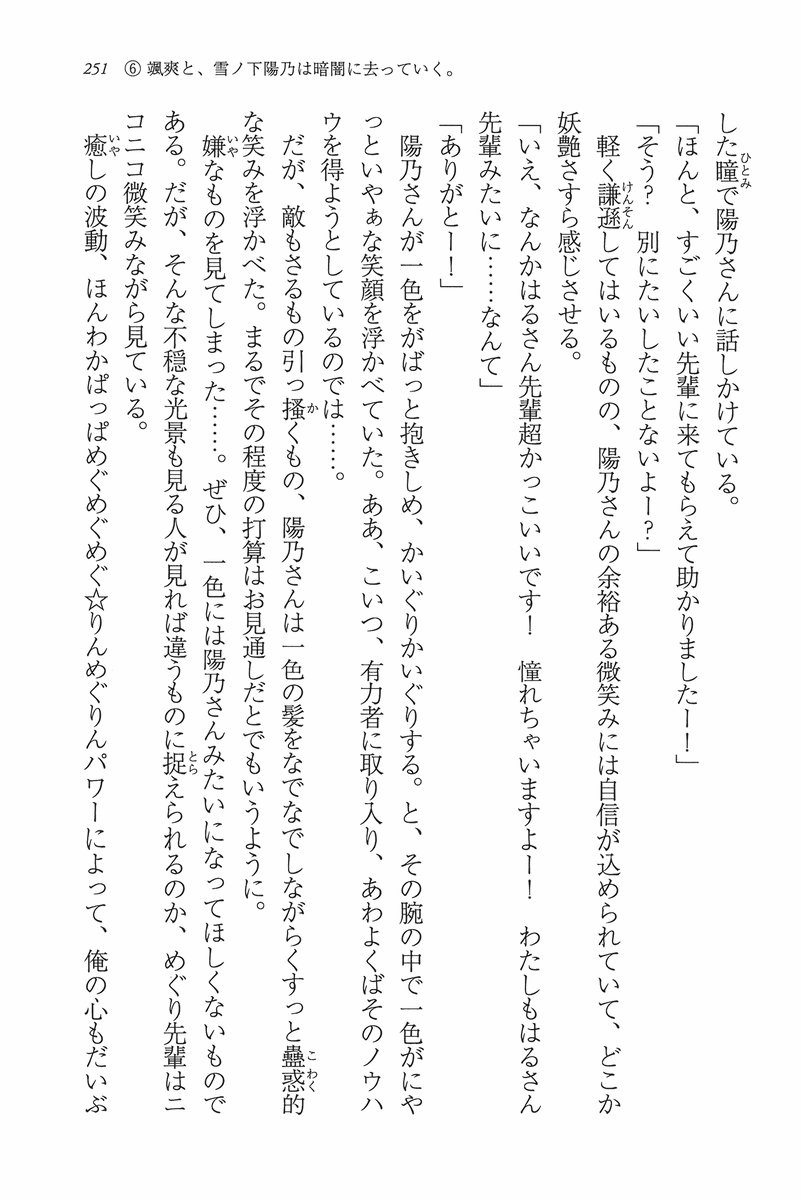 251 ⑥ 颯爽と、雪ノ下陽乃は暗闇に去っていく。
した瞳で陽乃さんに話しかけている。
「ほんと、すごくいい先輩に来てもらえて助かりましたー！」
「そう？　別にたいしたことないよー？」
　軽く謙遜してはいるものの、陽乃さんの余裕ある微笑みには自信が込められていて、どこか
妖艶さすら感じさせる。
「いえ、なんかはるさん先輩超かっこいいです！　憧れちゃいますよー！　わたしもはるさん
先輩みたいに……なんて」
「ありがとー！」
　陽乃さんが一色をがばっと抱きしめ、かいぐりかいぐりする。と、その腕の中で一色がにや
っといやぁな笑顔を浮かべていた。ああ、こいつ、有力者に取り入り、あわよくばそのノウハ
ウを得ようとしているのでは……。
　だが、敵もさるもの引っ掻くもの、陽乃さんは一色の髪をなでなでしながらくすっと蠱惑的
な笑みを浮かべた。まるでその程度の打算はお見通しだとでもいうように。
　嫌なものを見てしまった……。ぜひ、一色には陽乃さんみたいになってほしくないもので
ある。だが、そんな不穏な光景も見る人が見れば違うものに捉えられるのか、めぐり先輩はニ
コニコ微笑みながら見ている。
　癒しの波動、ほんわかぱっぱめぐめぐめぐ☆りんめぐりんパワーによって、俺の心もだいぶ